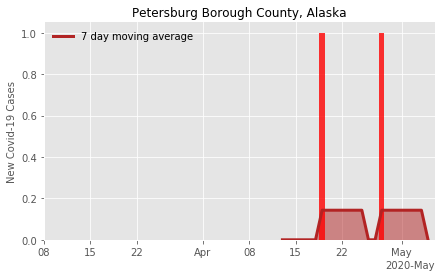 Petersburg Borough County, Alaska
7 day moving average
New Covid-19 Cases
1.0
0.8
0.6
0.4
0.2
0.0
08 15 22 Apr 08 15 22 May
2020-May